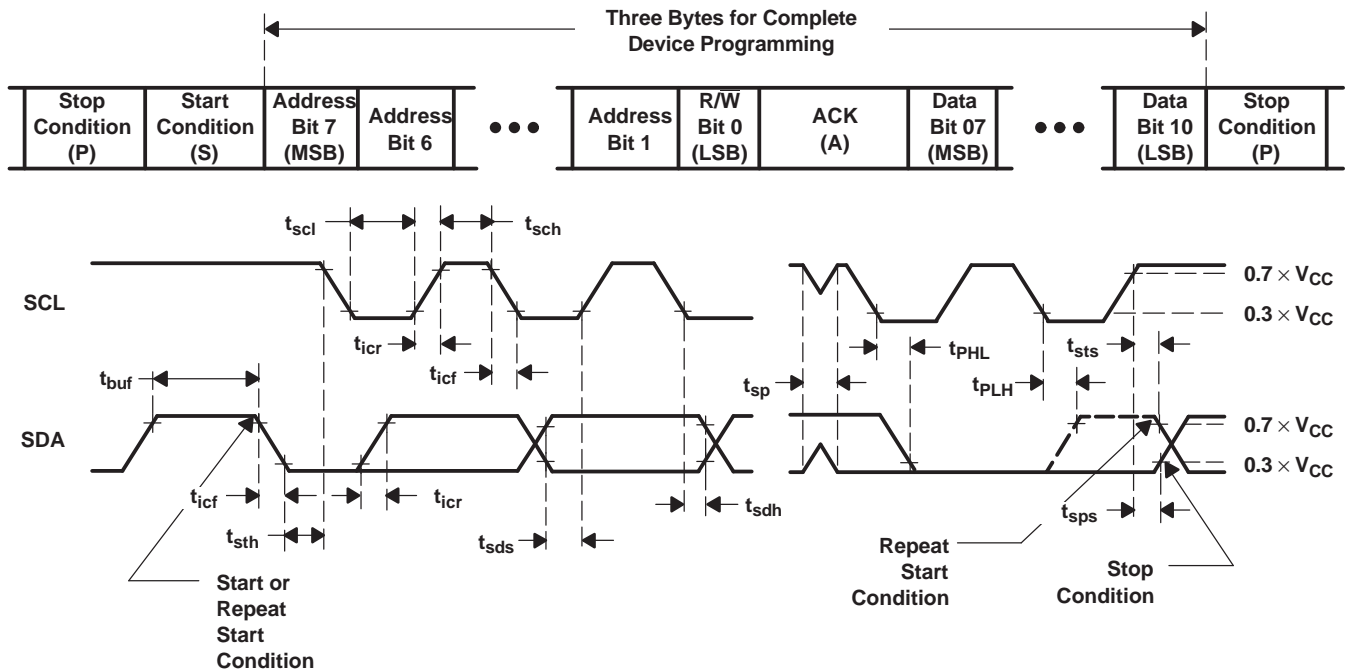 Three Bytes for Complete
Device Programming
Stop
Condition
(P)
Start
Condition
(S)
Address
Bit 7
(MSB)
Address
Bit 6
•••
Address
Bit 1
R/W̅
Bit 0
(LSB)
ACK
(A)
Data
Bit 07
(MSB)
•••
Data
Bit 10
(LSB)
Stop
Condition
(P)
tscl
tsch
SCL
0.7 × VCC
0.3 × VCC
ticr
ticf
tPHL
tsts
tbuf
tsp
tPLH
SDA
0.7 × VCC
0.3 × VCC
ticf
ticr
tsdh
tsth
tsds
tsps
Start or
Repeat
Start
Condition
Repeat
Start
Condition
Stop
Condition